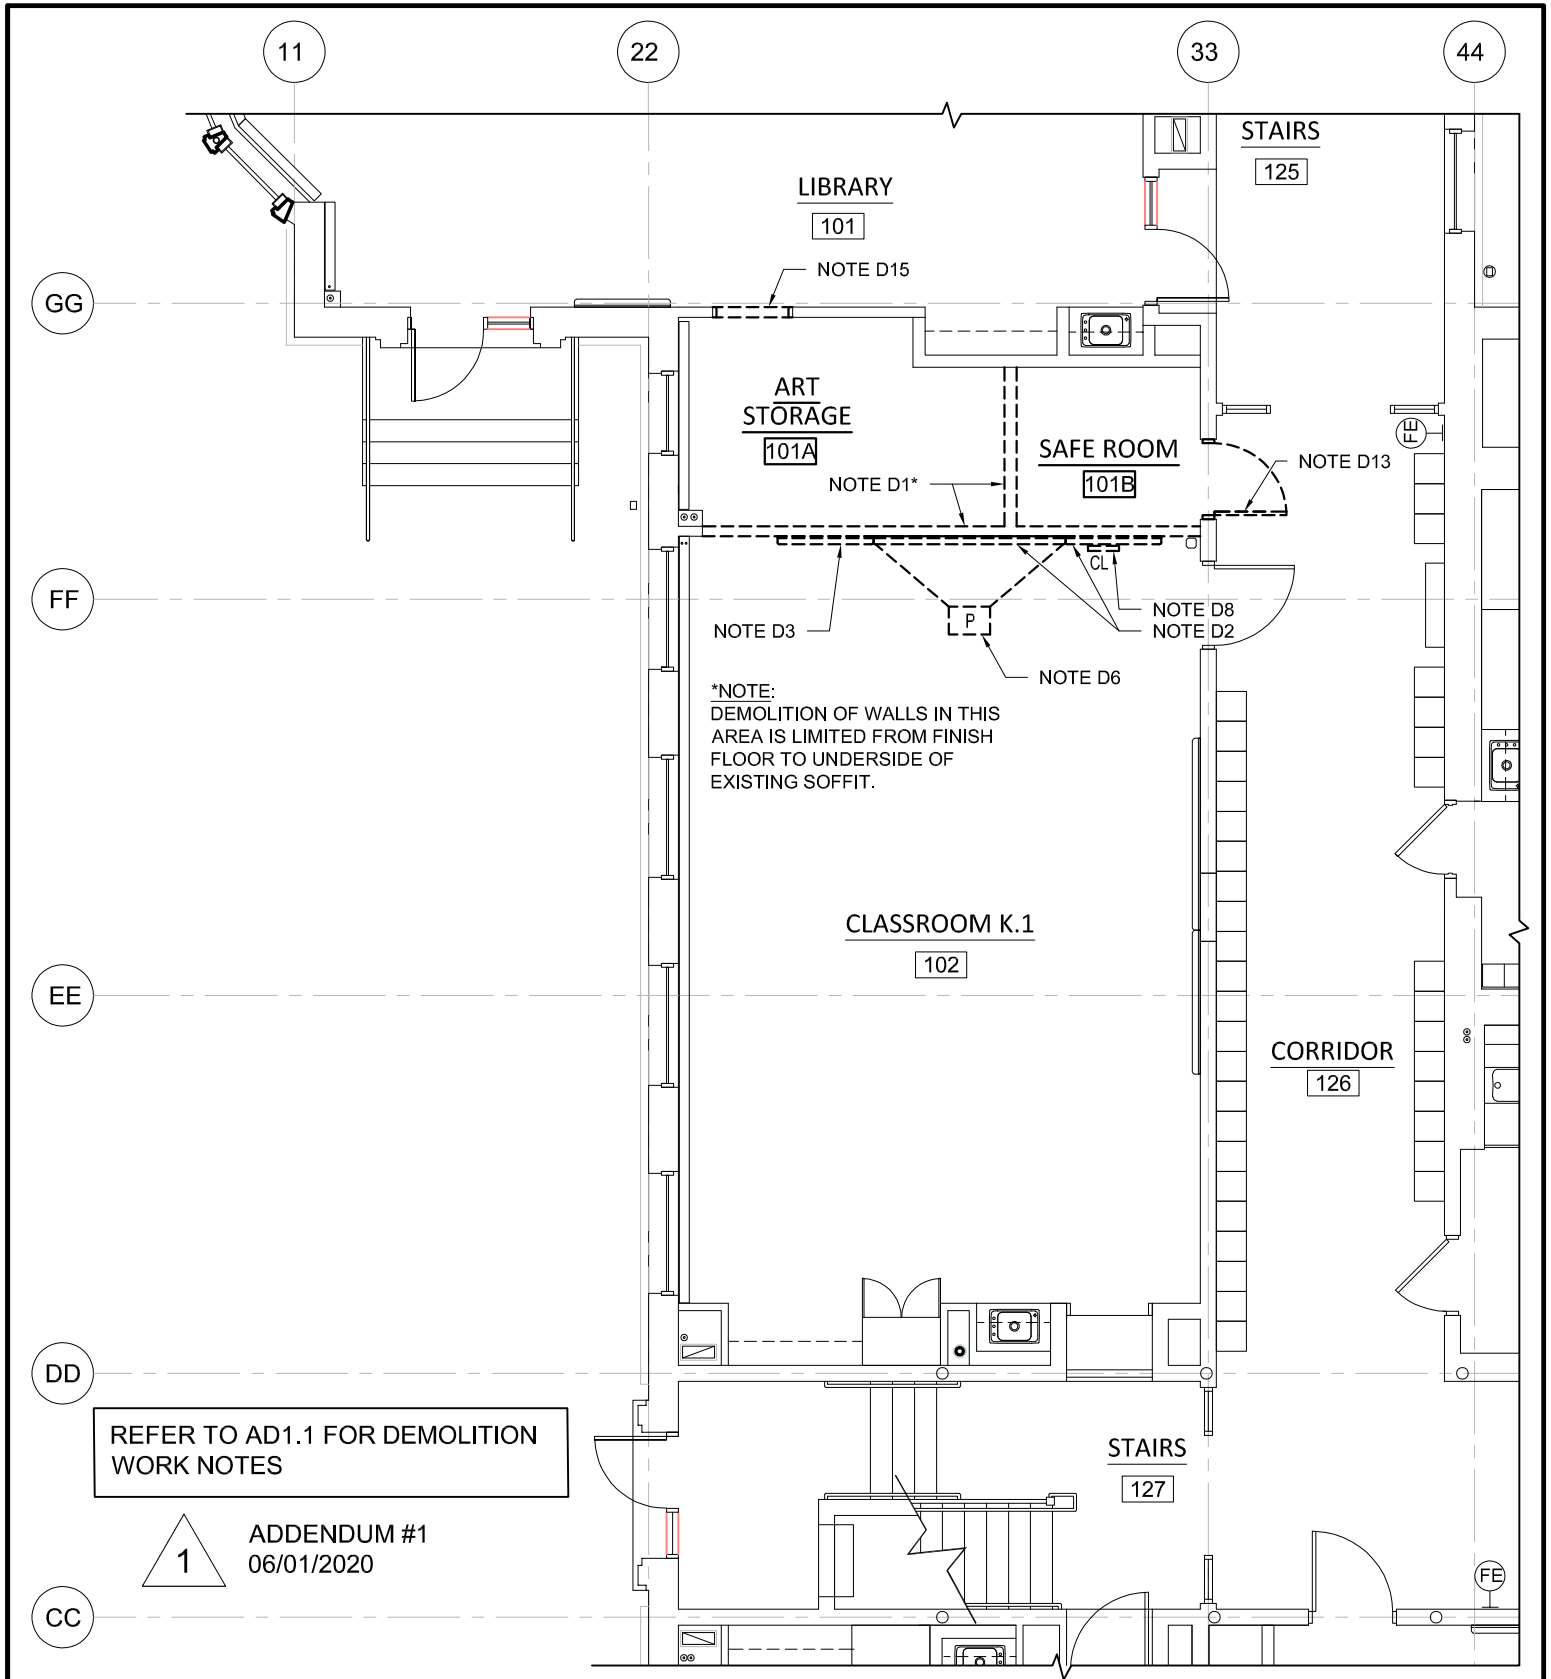 11
22
33
44
STAIRS
125
LIBRARY
101
NOTE D15
GG
ART
STORAGE
101A
SAFE ROOM
101B
FE
NOTE D13
NOTE D1*
CL
FF
NOTE D8
NOTE D3
P
NOTE D2
NOTE D6
*NOTE:
DEMOLITION OF WALLS IN THIS
AREA IS LIMITED FROM FINISH
FLOOR TO UNDERSIDE OF
EXISTING SOFFIT.
CLASSROOM K.1
102
EE
CORRIDOR
126
DD
REFER TO AD1.1 FOR DEMOLITION
WORK NOTES
STAIRS
127
1
ADDENDUM #1
06/01/2020
FE
CC